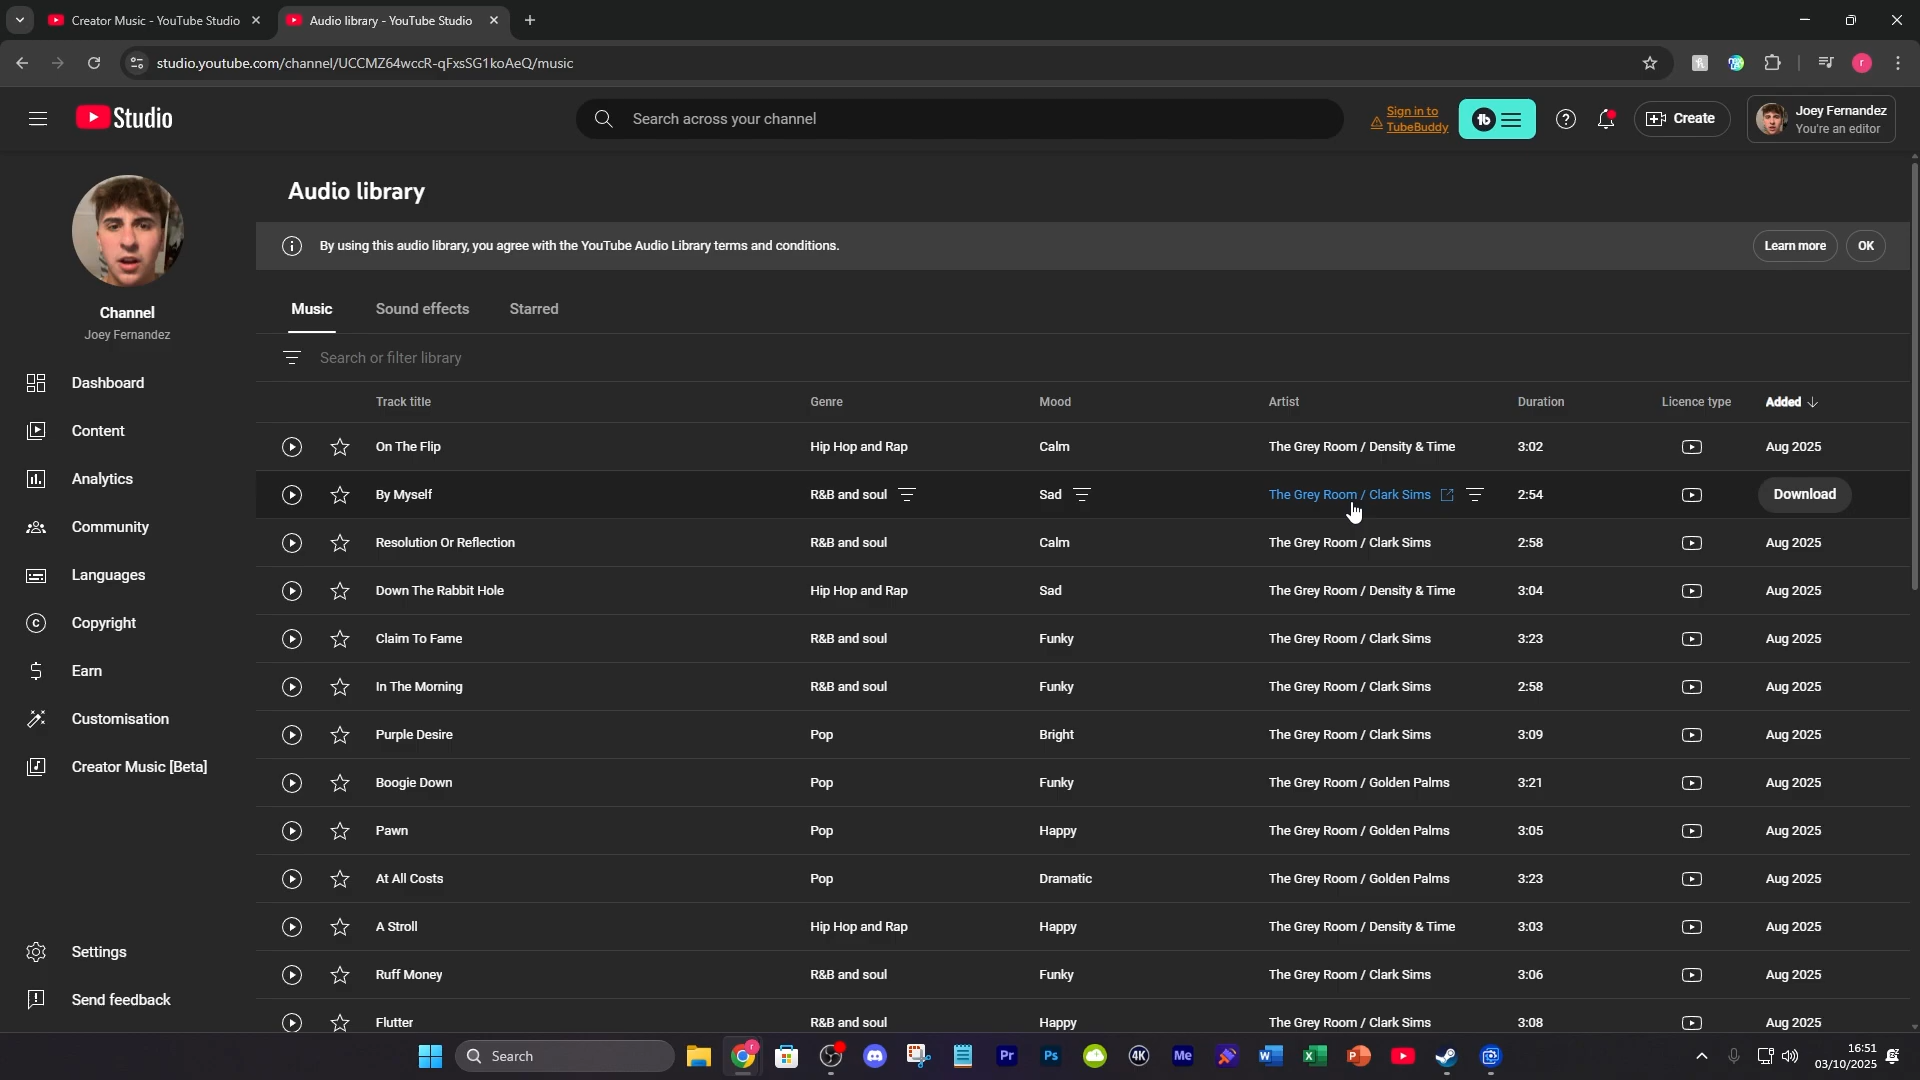 Creator Music - YouTube Studio
Audio library - YouTube Studio
studio.youtube.com/channel/UCCMZ64wccR-qFxsSG1koAeQ/music
r
Studio
Search across your channel
Sign in to
TubeBuddy
tb
Create
Joey Fernandez
You're an editor
Audio library
By using this audio library, you agree with the YouTube Audio Library terms and conditions.
Learn more
OK
Channel
Joey Fernandez
Dashboard
Content
Analytics
Community
Languages
Copyright
Earn
Customisation
Creator Music [Beta]
Settings
Send feedback
Music Sound effects Starred
Search or filter library
Track title Genre Mood Artist Duration Licence type Added
On The Flip Hip Hop and Rap Calm The Grey Room / Density & Time 3:02 Aug 2025
By Myself R&B and soul Sad The Grey Room / Clark Sims 2:54 Download
Resolution Or Reflection R&B and soul Calm The Grey Room / Clark Sims 2:58 Aug 2025
Down The Rabbit Hole Hip Hop and Rap Sad The Grey Room / Density & Time 3:04 Aug 2025
Claim To Fame R&B and soul Funky The Grey Room / Clark Sims 3:23 Aug 2025
In The Morning R&B and soul Funky The Grey Room / Clark Sims 2:58 Aug 2025
Purple Desire Pop Bright The Grey Room / Clark Sims 3:09 Aug 2025
Boogie Down Pop Funky The Grey Room / Golden Palms 3:21 Aug 2025
Pawn Pop Happy The Grey Room / Golden Palms 3:05 Aug 2025
At All Costs Pop Dramatic The Grey Room / Golden Palms 3:23 Aug 2025
A Stroll Hip Hop and Rap Happy The Grey Room / Density & Time 3:03 Aug 2025
Ruff Money R&B and soul Funky The Grey Room / Clark Sims 3:06 Aug 2025
Flutter R&B and soul Happy The Grey Room / Clark Sims 3:08 Aug 2025
Search
Pr
Ps
4K
Me
16:51
03/10/2025